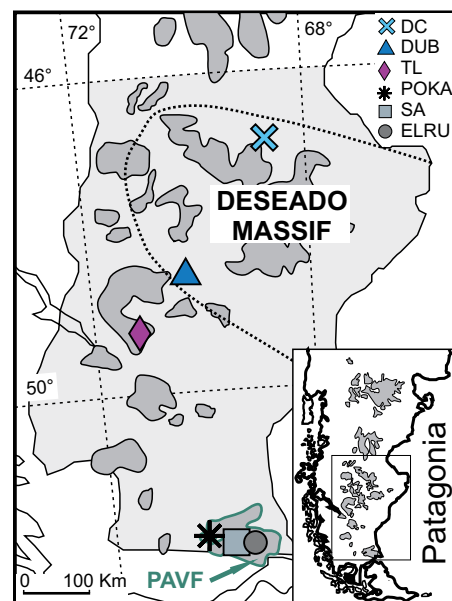 72°
68°
DC
DUB
TL
POKA
SA
ELRU
46°
DESEADO
MASSIF
50°
Patagonia
PAVF
0 100 Km